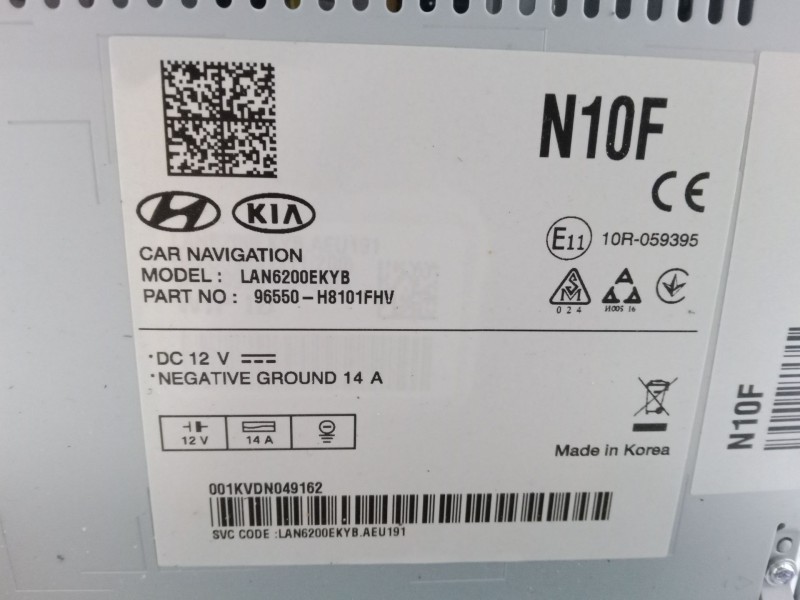 N10F
CE
KIA
E11 10R-059395
CAR NAVIGATION
MODEL : LAN6200EKYB
PART NO : 96550-H8101FHV
SM
024
·DC 12 V
·NEGATIVE GROUND 14 A
12 V 14 A
Made in Korea
N10F
001KVDN049162
SVC CODE :LAN6200EKYB.AEU191